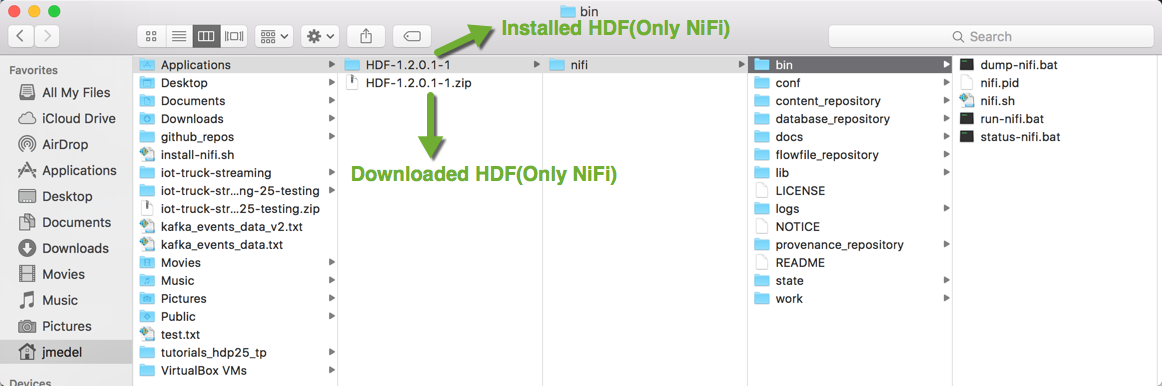 bin
Installed HDF(Only NiFi)
Search
Favorites
All My Files
iCloud Drive
AirDrop
Applications
Desktop
Documents
Downloads
Movies
Music
Pictures
jmedel
Devices
Applications
Desktop
Documents
Downloads
github_repos
install-nifi.sh
iot-truck-streaming
iot-truck-str...ng-25-testing
iot-truck-st...25-testing.zip
kafka_events_data_v2.txt
kafka_events_data.txt
Movies
Music
Pictures
Public
test.txt
tutorials_hdp25_tp
VirtualBox VMs
HDF-1.2.0.1-1
HDF-1.2.0.1-1.zip
Downloaded HDF(Only NiFi)
nifi
bin
conf
content_repository
database_repository
docs
flowfile_repository
lib
LICENSE
logs
NOTICE
provenance_repository
README
state
work
dump-nifi.bat
nifi.pid
nifi.sh
run-nifi.bat
status-nifi.bat